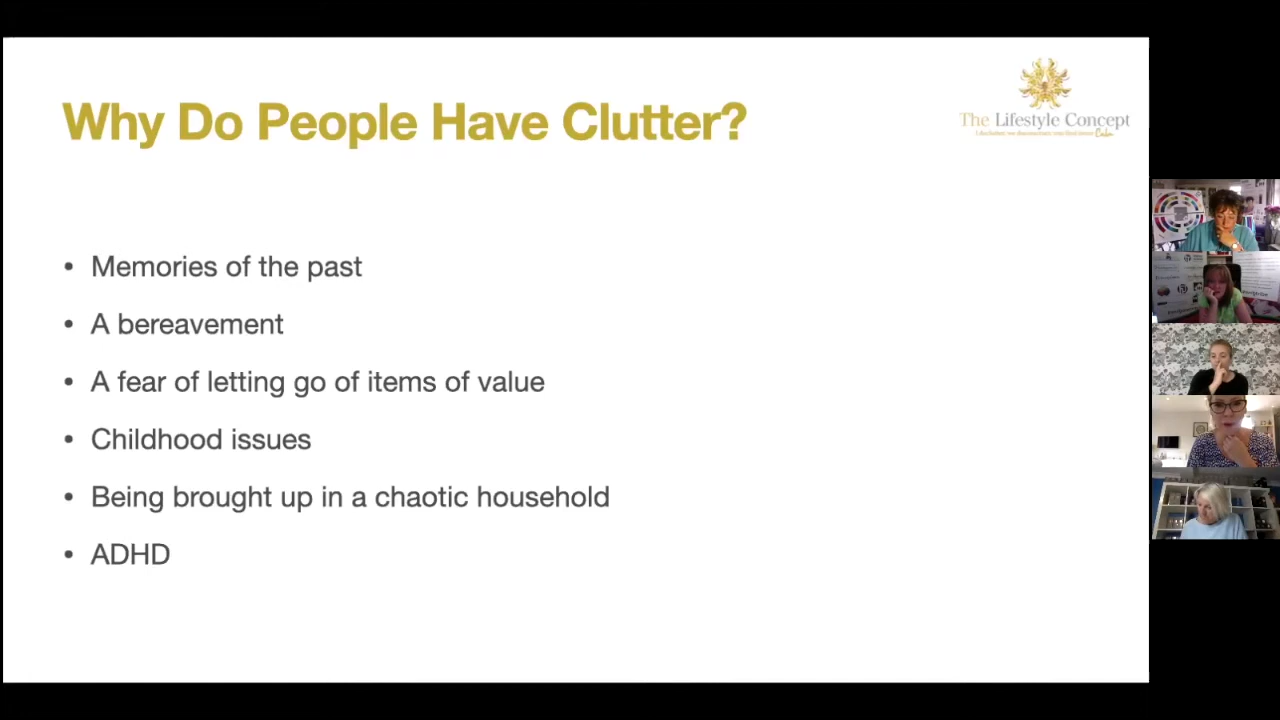 Why Do People Have Clutter?
The Lifestyle Concept
• Memories of the past
• A bereavement
• A fear of letting go of items of value
• Childhood issues
• Being brought up in a chaotic household
• ADHD